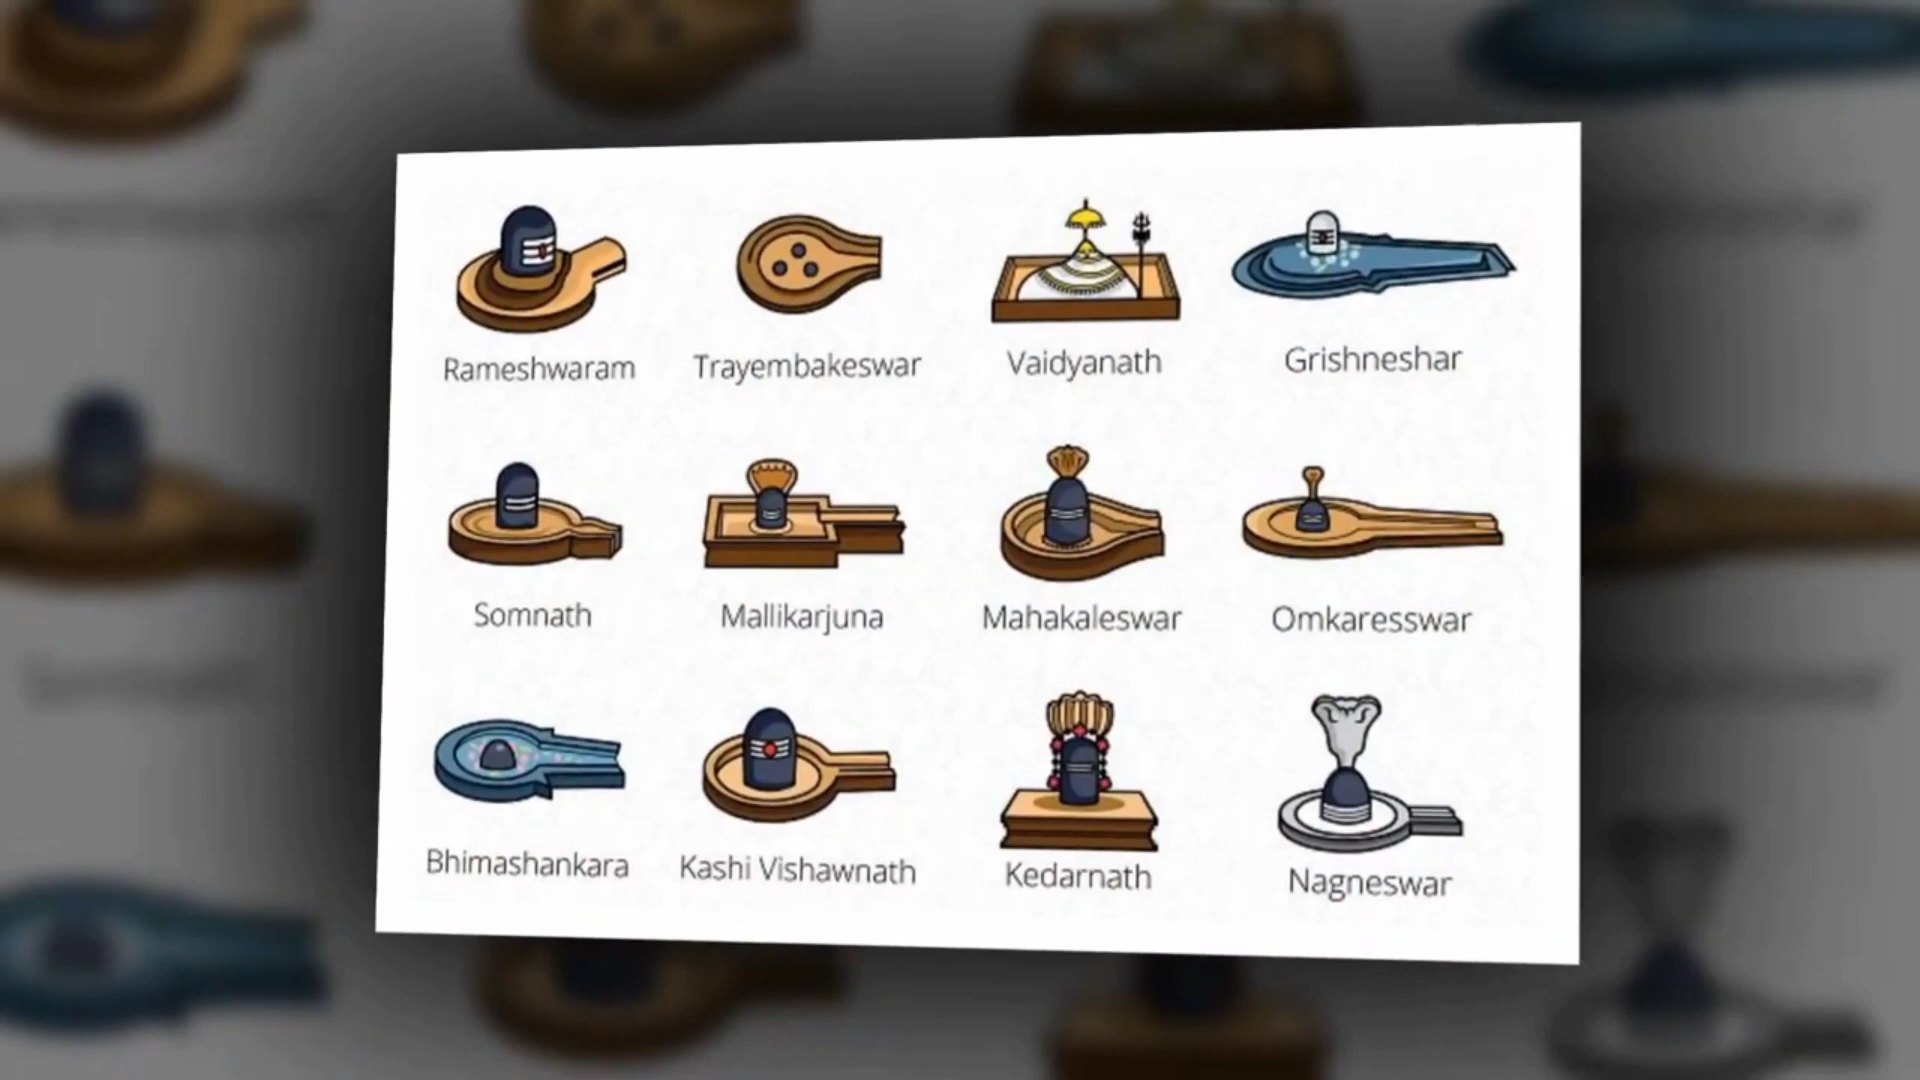 Rameshwaram Trayembakeswar Vaidyanath Grishneshar
Somnath Mallikarjuna Mahakaleswar Omkaresswar
Bhimashankara Kashi Vishawnath Kedarnath Nagneswar